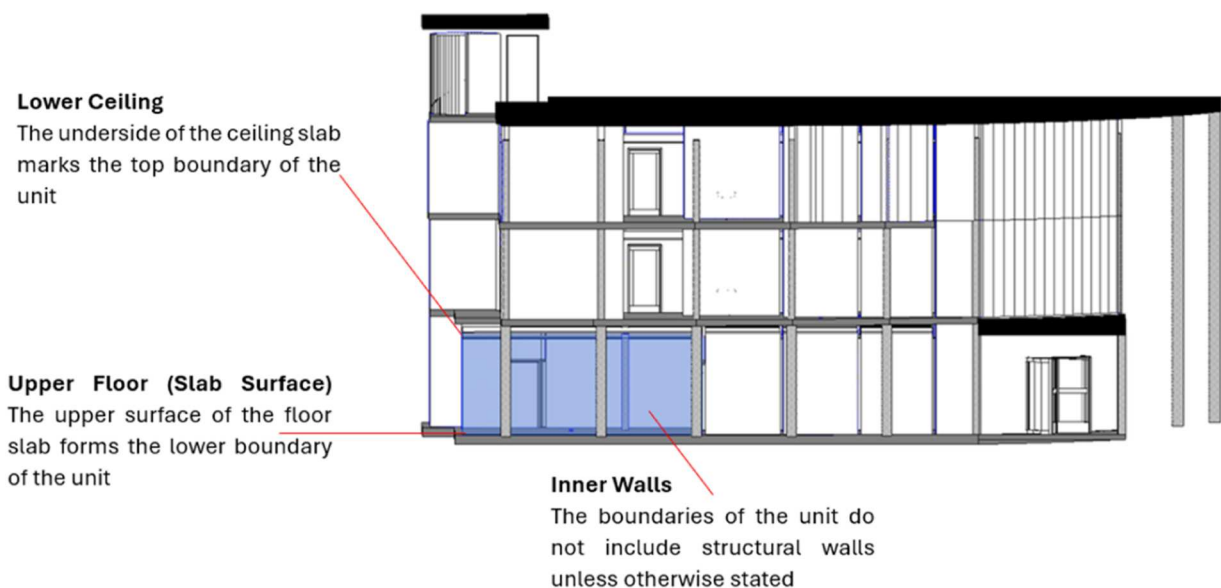 Lower Ceiling
The underside of the ceiling slab
marks the top boundary of the
unit
Upper Floor (Slab Surface)
The upper surface of the floor
slab forms the lower boundary
of the unit
Inner Walls
The boundaries of the unit do
not include structural walls
unless otherwise stated